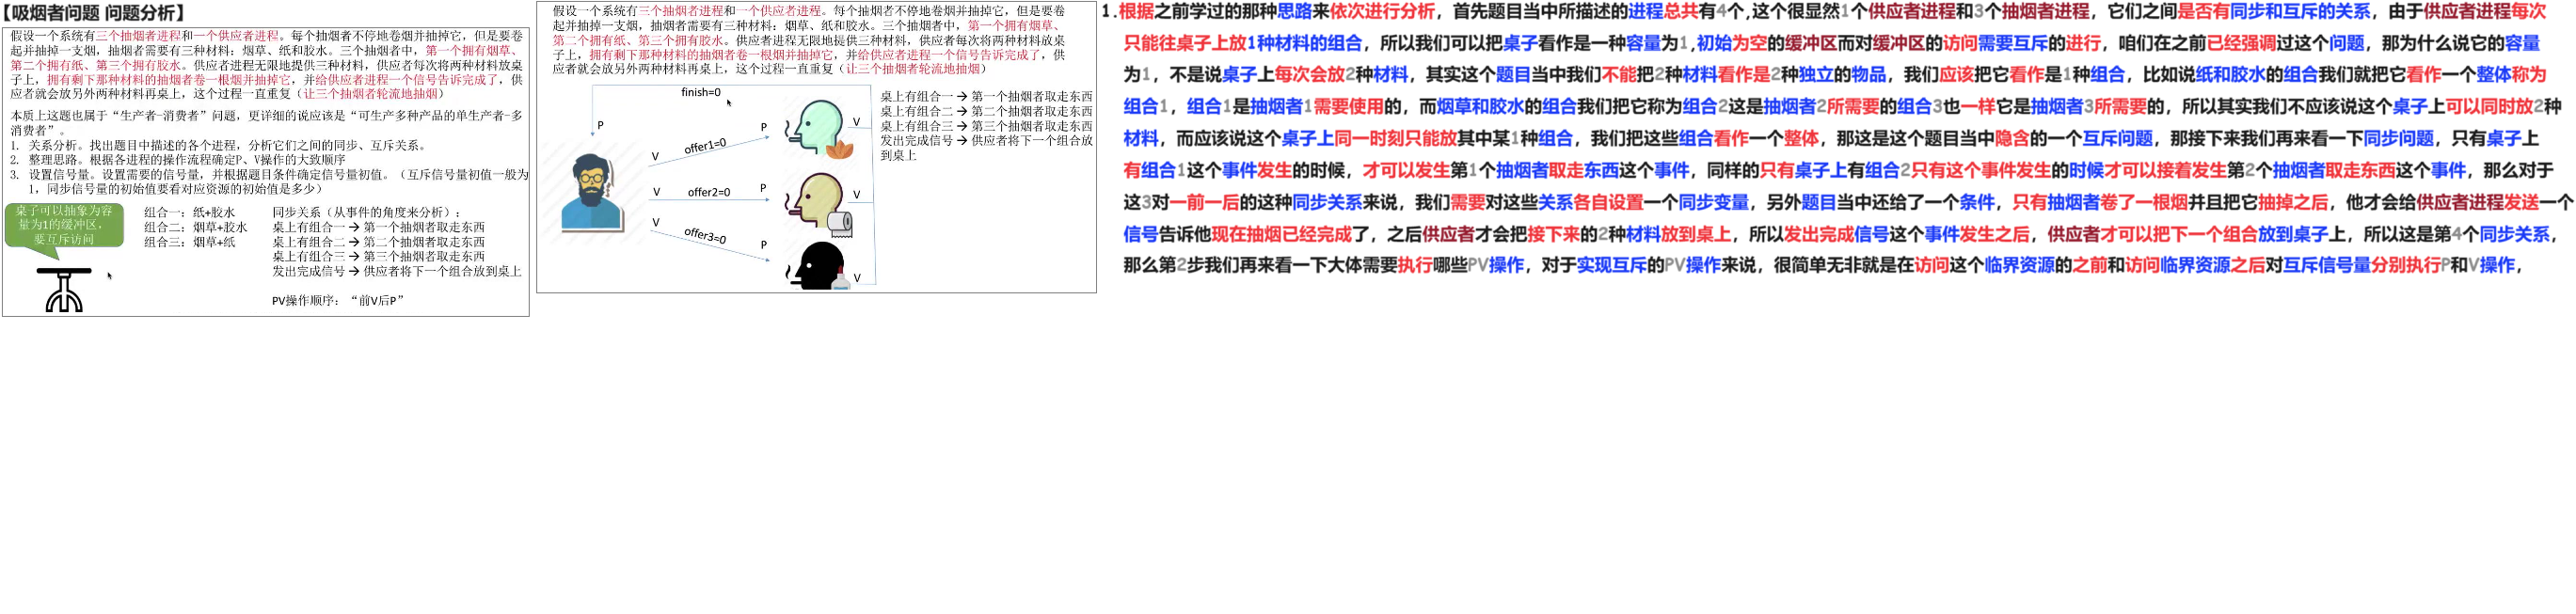 【吸烟者问题 问题分析】
假设一个系统有三个抽烟者进程和一个供应者进程。每个抽烟者不停地卷烟并抽掉它，但是要卷
起并抽掉一支烟，抽烟者需要有三种材料：烟草、纸和胶水。三个抽烟者中，第一个拥有烟草、
第二个拥有纸、第三个拥有胶水。供应者进程无限地提供三种材料，供应者每次将两种材料放桌
子上，拥有剩下那种材料的抽烟者卷一根烟并抽掉它，并给供应者进程一个信号告诉完成了，供
应者就会放另外两种材料再桌上，这个过程一直重复（让三个抽烟者轮流地抽烟）
本质上这题也属于“生产者-消费者”问题，更详细的说应该是“可生产多种产品的单生产者-多
消费者”。
1. 关系分析。找出题目中描述的各个进程，分析它们之间的同步、互斥关系。
2. 整理思路。根据各进程的操作流程确定P、V操作的大致顺序
3. 设置信号量。设置需要的信号量，并根据题目条件确定信号量初值。（互斥信号量初值一般为
1，同步信号量的初始值要看对应资源的初始值是多少）
桌子可以抽象为容
量为1的缓冲区，
要互斥访问
组合一：纸+胶水
组合二：烟草+胶水
组合三：烟草+纸
同步关系（从事件的角度来分析）：
桌上有组合一 → 第一个抽烟者取走东西
桌上有组合二 → 第二个抽烟者取走东西
桌上有组合三 → 第三个抽烟者取走东西
发出完成信号 → 供应者将下一个组合放到桌上
PV操作顺序：“前V后P”
假设一个系统有三个抽烟者进程和一个供应者进程。每个抽烟者不停地卷烟并抽掉它，但是要卷
起并抽掉一支烟，抽烟者需要有三种材料：烟草、纸和胶水。三个抽烟者中，第一个拥有烟草、
第二个拥有纸、第三个拥有胶水。供应者进程无限地提供三种材料，供应者每次将两种材料放桌
子上，拥有剩下那种材料的抽烟者卷一根烟并抽掉它，并给供应者进程一个信号告诉完成了，供
应者就会放另外两种材料再桌上，这个过程一直重复（让三个抽烟者轮流地抽烟）
finish=0
P
V
offer1=0
P
V
V
offer2=0
P
V
V
offer3=0
P
V
桌上有组合一 → 第一个抽烟者取走东西
桌上有组合二 → 第二个抽烟者取走东西
桌上有组合三 → 第三个抽烟者取走东西
发出完成信号 → 供应者将下一个组合放
到桌上
1.根据之前学过的那种思路来依次进行分析，首先题目当中所描述的进程总共有4个,这个很显然1个供应者进程和3个抽烟者进程，它们之间是否有同步和互斥的关系，由于供应者进程每次
只能往桌子上放1种材料的组合，所以我们可以把桌子看作是一种容量为1,初始为空的缓冲区而对缓冲区的访问需要互斥的进行，咱们在之前已经强调过这个问题，那为什么说它的容量
为1，不是说桌子上每次会放2种材料，其实这个题目当中我们不能把2种材料看作是2种独立的物品，我们应该把它看作是1种组合，比如说纸和胶水的组合我们就把它看作一个整体称为
组合1，组合1是抽烟者1需要使用的，而烟草和胶水的组合我们把它称为组合2这是抽烟者2所需要的组合3也一样它是抽烟者3所需要的，所以其实我们不应该说这个桌子上可以同时放2种
材料，而应该说这个桌子上同一时刻只能放其中某1种组合，我们把这些组合看作一个整体，那这是这个题目当中隐含的一个互斥问题，那接下来我们再来看一下同步问题，只有桌子上
有组合1这个事件发生的时候，才可以发生第1个抽烟者取走东西这个事件，同样的只有桌子上有组合2只有这个事件发生的时候才可以接着发生第2个抽烟者取走东西这个事件，那么对于
这3对一前一后的这种同步关系来说，我们需要对这些关系各自设置一个同步变量，另外题目当中还给了一个条件，只有抽烟者卷了一根烟并且把它抽掉之后，他才会给供应者进程发送一个
信号告诉他现在抽烟已经完成了，之后供应者才会把接下来的2种材料放到桌上，所以发出完成信号这个事件发生之后，供应者才可以把下一个组合放到桌子上，所以这是第4个同步关系，
那么第2步我们再来看一下大体需要执行哪些PV操作，对于实现互斥的PV操作来说，很简单无非就是在访问这个临界资源的之前和访问临界资源之后对互斥信号量分别执行P和V操作，